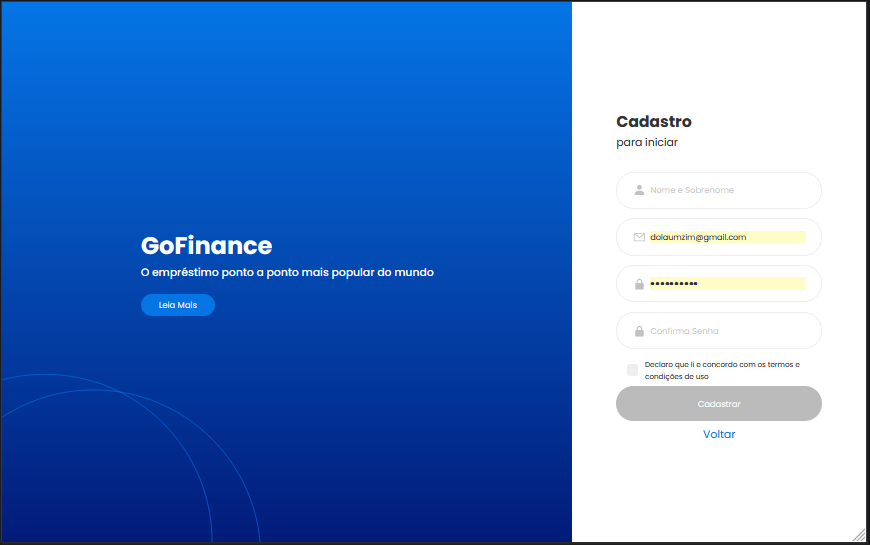 GoFinance
O empréstimo ponto a ponto mais popular do mundo
Leia Mais
Cadastro
para iniciar
Nome e Sobrenome
dolaumzim@gmail.com
••••••••••
Confirma Senha
Declaro que li e concordo com os termos e
condições de uso
Cadastrar
Voltar